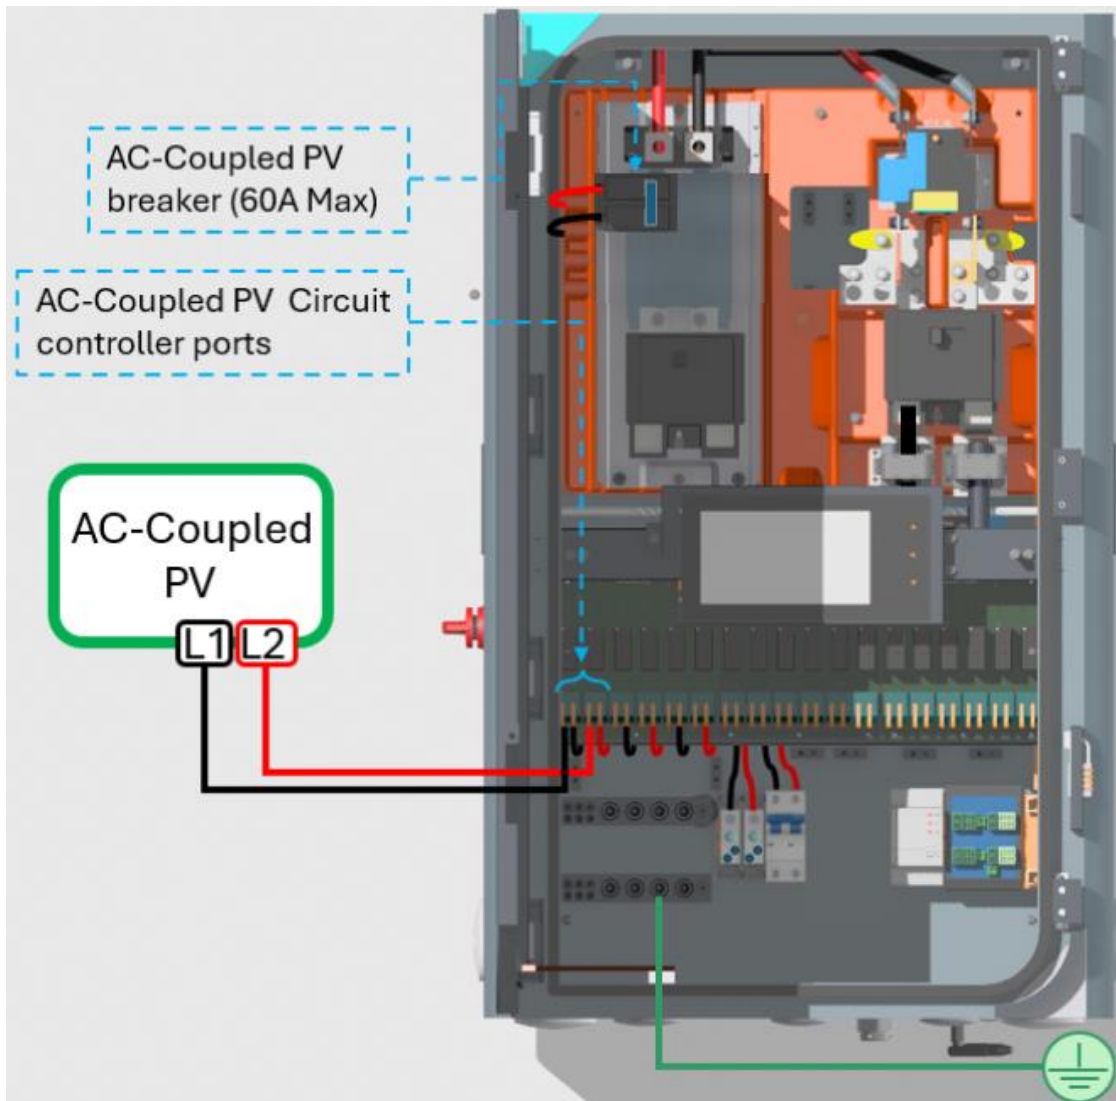 AC-Coupled PV
breaker (60A Max)
AC-Coupled PV  Circuit
controller ports
AC-Coupled
PV
L1
L2